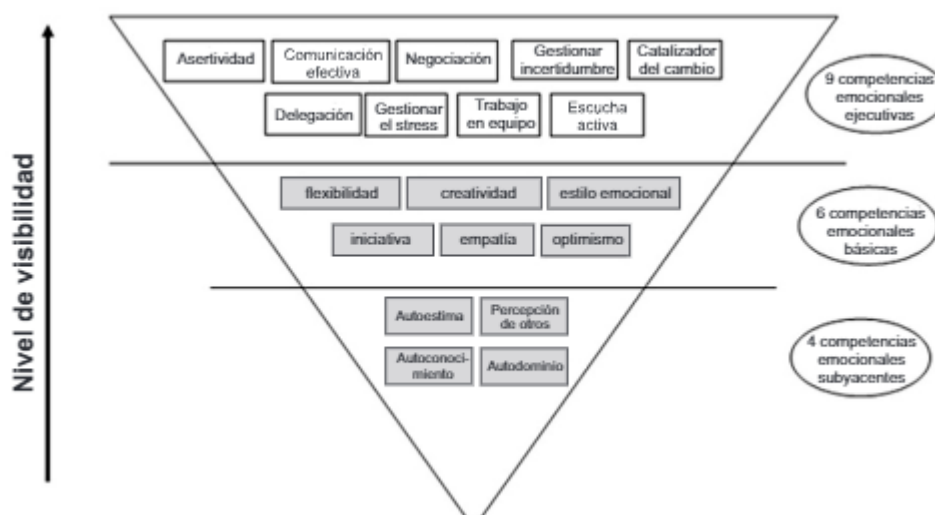 Nivel de visibilidad
Asertividad
Comunicación
efectiva
Negociación
Gestionar
incertidumbre
Catalizador
del cambio
Delegación
Gestionar
el stress
Trabajo
en equipo
Escucha
activa
9 competencias
emocionales
ejecutivas
flexibilidad
creatividad
estilo emocional
iniciativa
empatía
optimismo
6 competencias
emocionales
básicas
Autoestima
Percepción
de otros
Autoconoci-
miento
Autodominio
4 competencias
emocionales
subyacentes